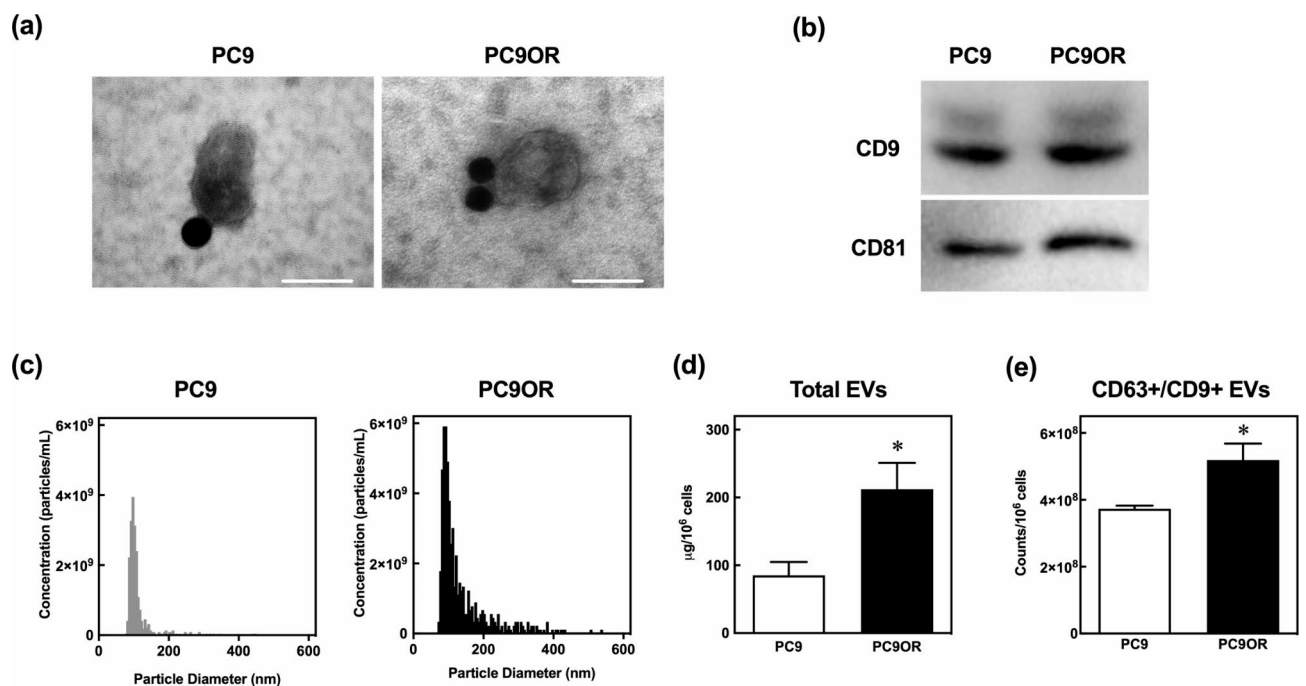 (a)
PC9
PC9OR
(b)
PC9 PC9OR
CD9
CD81
(c)
PC9
Concentration (particles/mL)
6×10⁹
4×10⁹
2×10⁹
0
0 200 400 600
Particle Diameter (nm)
PC9OR
Concentration (particles/mL)
6×10⁹
4×10⁹
2×10⁹
0
0 200 400 600
Particle Diameter (nm)
(d)
Total EVs
µg/10⁶ cells
300
200
100
0
*
PC9 PC9OR
(e)
CD63+/CD9+ EVs
Counts/10⁶ cells
6×10⁸
4×10⁸
2×10⁸
0
*
PC9 PC9OR